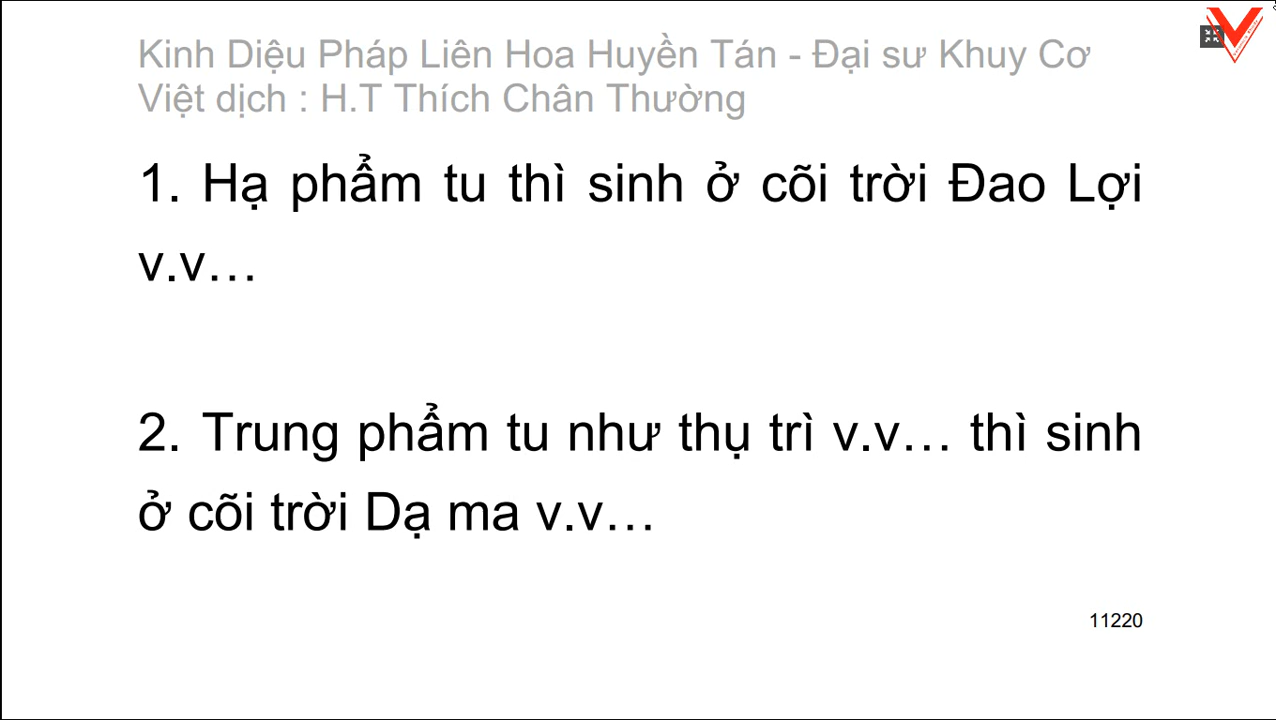 Kinh Diệu Pháp Liên Hoa Huyền Tán - Đại sư Khuy Cơ
Việt dịch : H.T Thích Chân Thường
1. Hạ phẩm tu thì sinh ở cõi trời Đao Lợi
v.v…
2. Trung phẩm tu như thụ trì v.v… thì sinh
ở cõi trời Dạ ma v.v…
11220